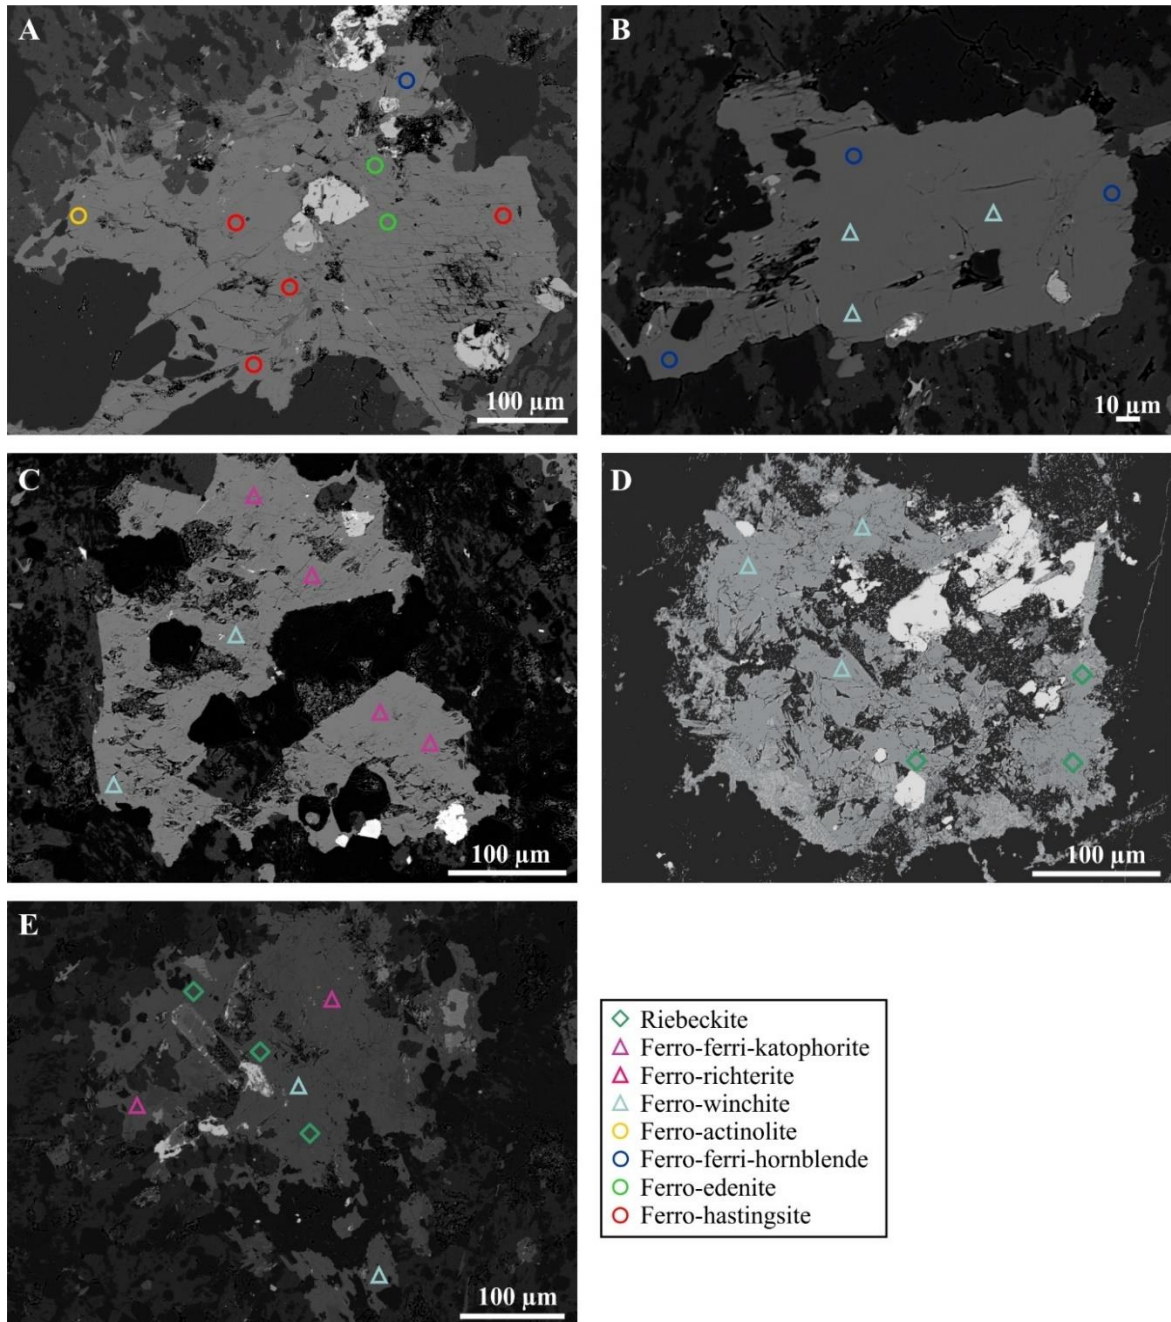 A
100 µm
B
10 µm
C
100 µm
D
100 µm
E
100 µm
Riebeckite
Ferro-ferri-katophorite
Ferro-richterite
Ferro-winchite
Ferro-actinolite
Ferro-ferri-hornblende
Ferro-edenite
Ferro-hastingsite